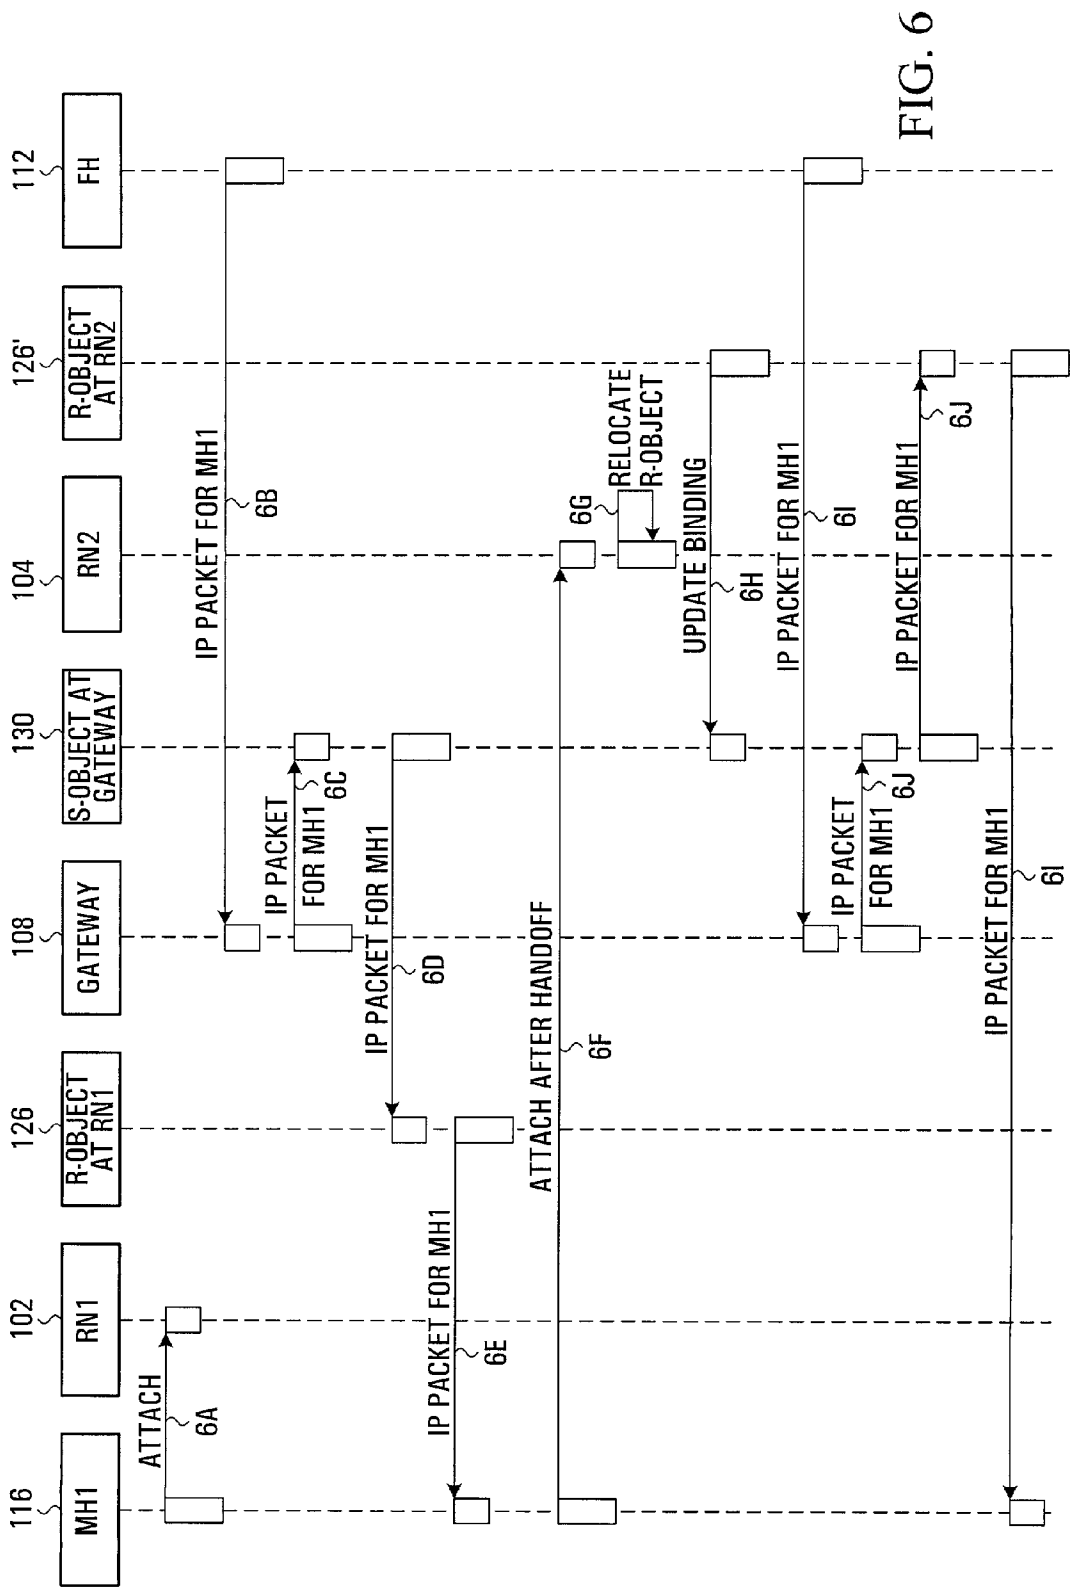 116
MH1
102
RN1
126
R-OBJECT
AT RN1
108
GATEWAY
130
S-OBJECT AT
GATEWAY
104
RN2
126'
R-OBJECT
AT RN2
112
FH
ATTACH
6A
IP PACKET FOR MH1
6B
IP PACKET
FOR MH1
6C
IP PACKET FOR MH1
6D
IP PACKET FOR MH1
6E
ATTACH AFTER HANDOFF
6F
6G
RELOCATE
R-OBJECT
UPDATE BINDING
6H
IP PACKET FOR MH1
6I
IP PACKET
FOR MH1
6J
IP PACKET FOR MH1
6J
IP PACKET FOR MH1
6I
FIG. 6